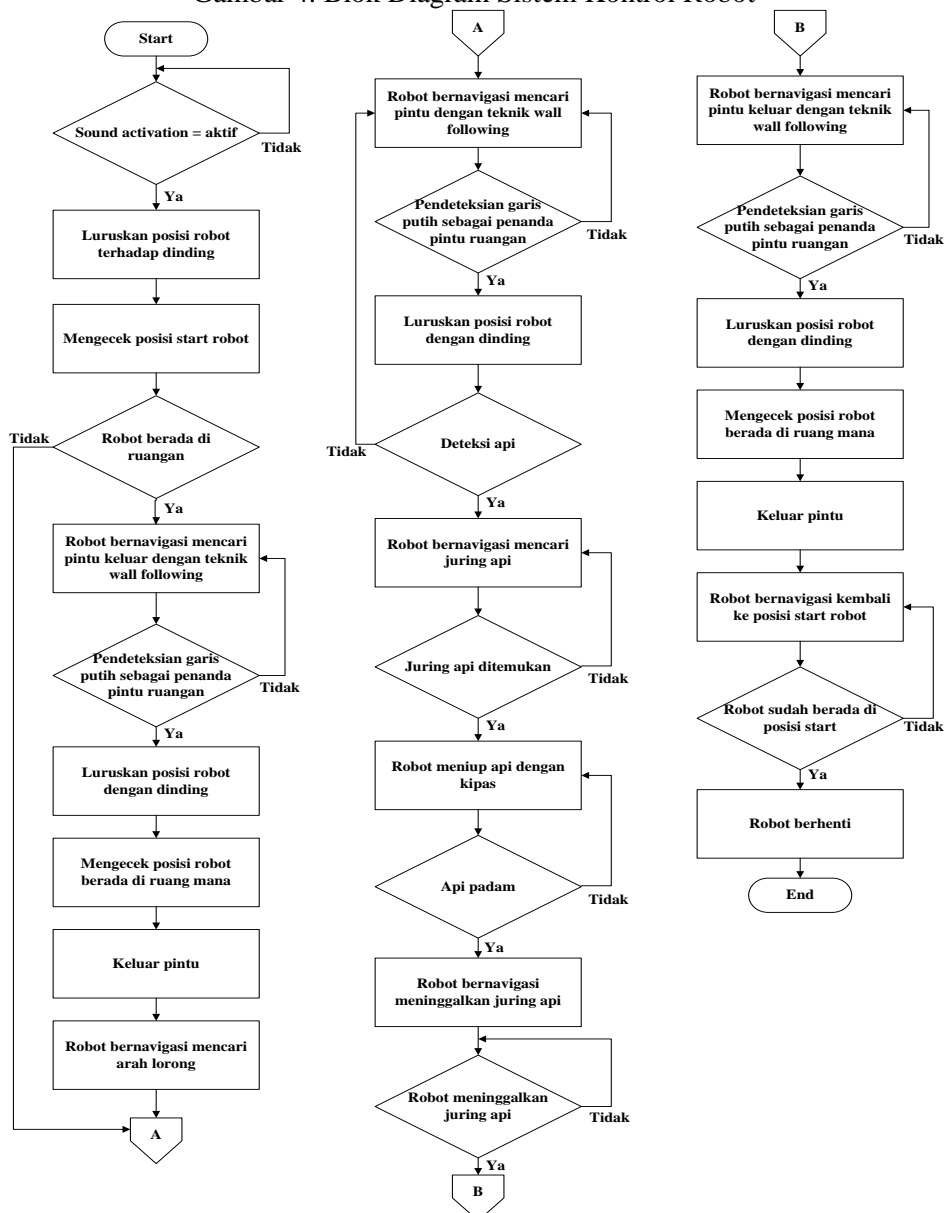 Gambar 4. Blok Diagram Sistem Kontrol Robot
Start
Sound activation = aktif
Tidak
Ya
Luruskan posisi robot
terhadap dinding
Mengecek posisi start robot
Tidak
Robot berada di
ruangan
Ya
Robot bernavigasi mencari
pintu keluar dengan teknik
wall following
Pendeteksian garis
putih sebagai penanda
pintu ruangan
Tidak
Ya
Luruskan posisi robot
dengan dinding
Mengecek posisi robot
berada di ruang mana
Keluar pintu
Robot bernavigasi mencari
arah lorong
A
A
Robot bernavigasi mencari
pintu dengan teknik wall
following
Pendeteksian garis
putih sebagai penanda
pintu ruangan
Tidak
Ya
Luruskan posisi robot
dengan dinding
Tidak
Deteksi api
Ya
Robot bernavigasi mencari
juring api
Juring api ditemukan
Tidak
Ya
Robot meniup api dengan
kipas
Api padam
Tidak
Ya
Robot bernavigasi
meninggalkan juring api
Robot meninggalkan
juring api
Tidak
Ya
B
B
Robot bernavigasi mencari
pintu keluar dengan teknik
wall following
Pendeteksian garis
putih sebagai penanda
pintu ruangan
Tidak
Ya
Luruskan posisi robot
dengan dinding
Mengecek posisi robot
berada di ruang mana
Keluar pintu
Robot bernavigasi kembali
ke posisi start robot
Robot sudah berada di
posisi start
Tidak
Ya
Robot berhenti
End